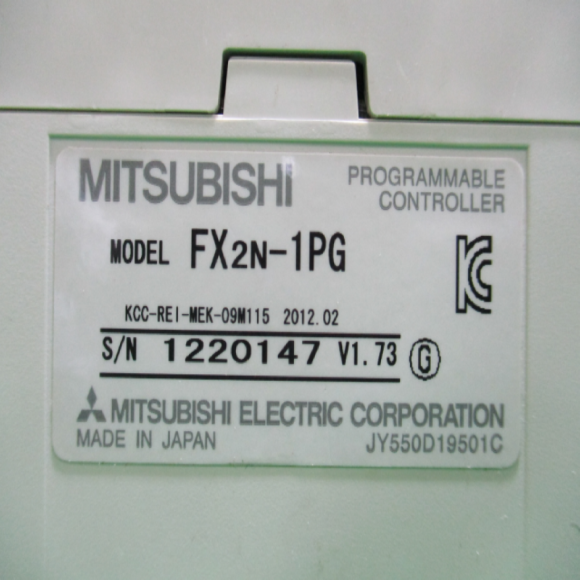 MITSUBISHI
PROGRAMMABLE
CONTROLLER
MODEL FX2N-1PG
KCC-REI-MEK-09M115 2012.02
S/N 1220147 V1.73 G
MITSUBISHI ELECTRIC CORPORATION
MADE IN JAPAN JY550D19501C